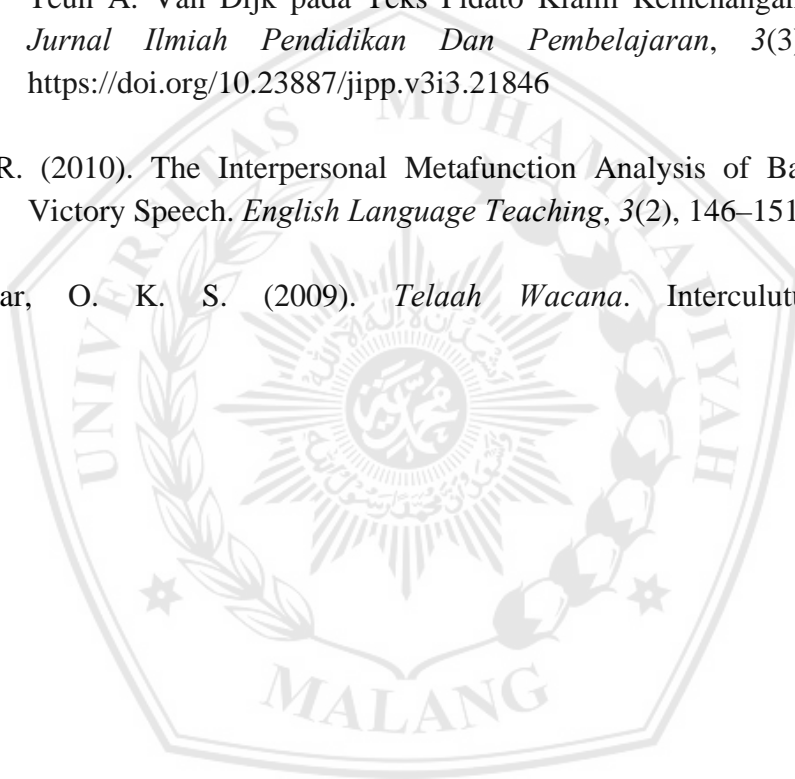 Teun A. Van Dijk pada Teks Pidato Klaim Kemenangan
Jurnal Ilmiah Pendidikan Dan Pembelajaran, 3(3)
https://doi.org/10.23887/jipp.v3i3.21846
R. (2010). The Interpersonal Metafunction Analysis of Ba
Victory Speech. English Language Teaching, 3(2), 146–151
ar, O. K. S. (2009). Telaah Wacana. Interculutu
UNIVERSITAS MUHAMMADIYAH
MALANG